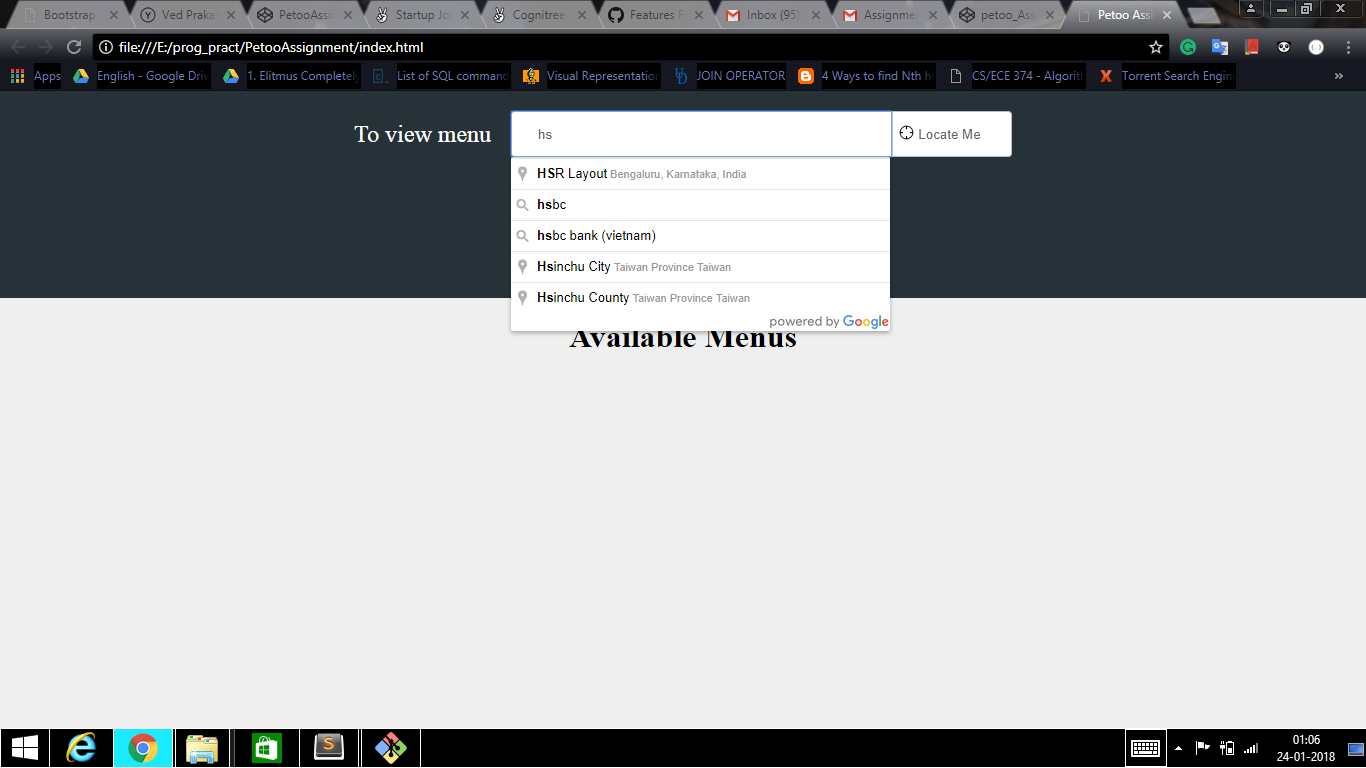 Bootstrap Ved Praka PetooAssi Startup Jo Cognitree Features F Inbox (95) Assignme petoo_Ass Petoo Ass
file:///E:/prog_pract/PetooAssignment/index.html
Apps English - Google Driv 1. Elitmus Completely List of SQL command Visual Representation JOIN OPERATOR 4 Ways to find Nth h CS/ECE 374 - Algorit Torrent Search Engin »
To view menu hs Locate Me
HSR Layout Bengaluru, Karnataka, India
hsbc
hsbc bank (vietnam)
Hsinchu City Taiwan Province Taiwan
Hsinchu County Taiwan Province Taiwan
powered by Google
Available Menus
01:06
24-01-2018